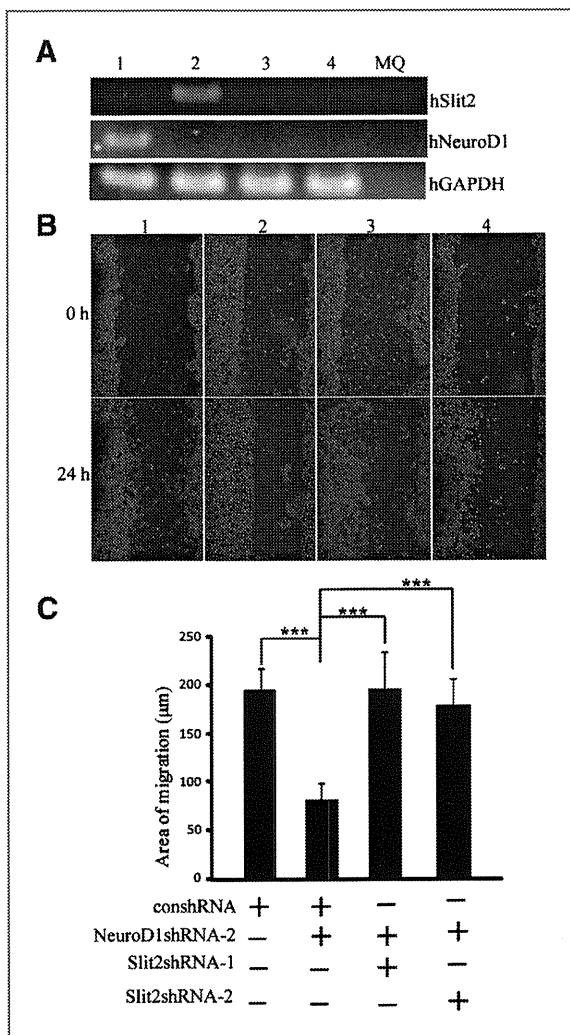 A
1 2 3 4 MQ
hSlit2
hNeuroD1
hGAPDH
B
1 2 3 4
0 h
24 h
C
*** *** ***
Area of migration (μm)
250
200
150
100
50
0
conshRNA + + – –
NeuroD1shRNA-2 – + + +
Slit2shRNA-1 – – + –
Slit2shRNA-2 – – – +